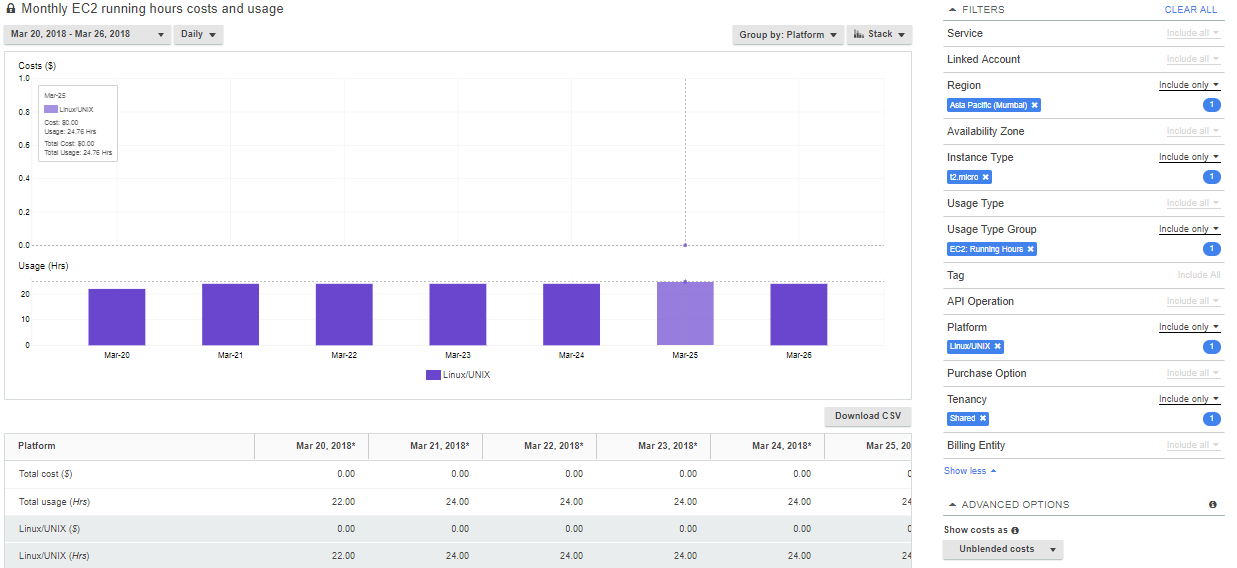 Monthly EC2 running hours costs and usage
Mar 20, 2018 - Mar 26, 2018 Daily Group by: Platform Stack
Costs ($)
1.0
0.8
0.6
0.4
0.2
0.0
Mar-25
Linux/UNIX
Cost: $0.00
Usage: 24.76 Hrs
Total Cost: $0.00
Total Usage: 24.76 Hrs
Usage (Hrs)
20
10
0
Mar-20 Mar-21 Mar-22 Mar-23 Mar-24 Mar-25 Mar-26
Linux/UNIX
Download CSV
Platform Mar 20, 2018* Mar 21, 2018* Mar 22, 2018* Mar 23, 2018* Mar 24, 2018* Mar 25, 20
Total cost ($) 0.00 0.00 0.00 0.00 0.00 0
Total usage (Hrs) 22.00 24.00 24.00 24.00 24.00 24
Linux/UNIX ($) 0.00 0.00 0.00 0.00 0.00 0
Linux/UNIX (Hrs) 22.00 24.00 24.00 24.00 24.00 24
FILTERS CLEAR ALL
Service Include all
Linked Account Include all
Region Include only
Asia Pacific (Mumbai) 1
Availability Zone Include all
Instance Type Include only
t2.micro 1
Usage Type Include all
Usage Type Group Include only
EC2: Running Hours 1
Tag Include All
API Operation Include all
Platform Include only
Linux/UNIX 1
Purchase Option Include all
Tenancy Include only
Shared 1
Billing Entity Include all
Show less
ADVANCED OPTIONS
Show costs as
Unblended costs